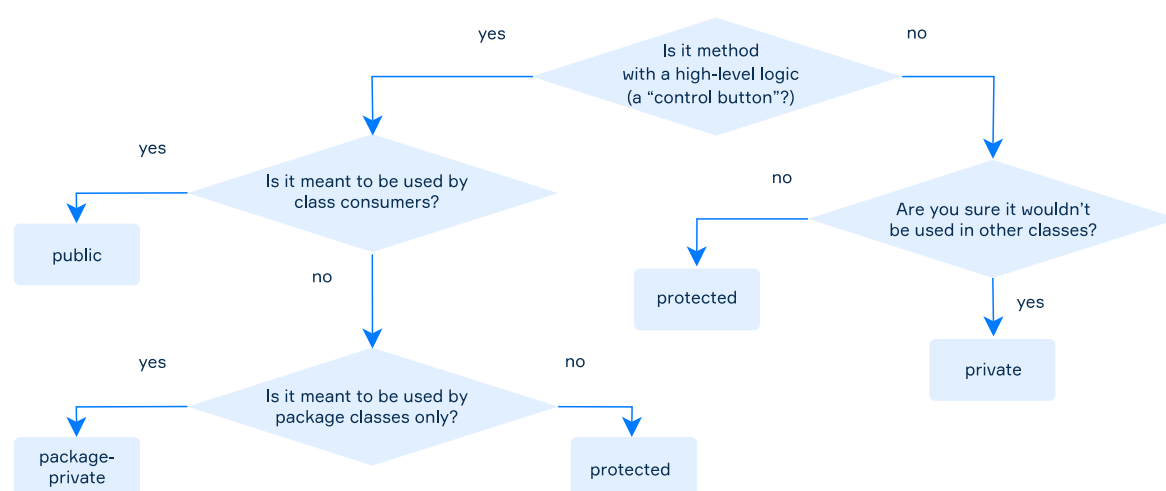 yes
Is it method
with a high-level logic
(a “control button”?)
no
yes
Is it meant to be used by
class consumers?
no
Are you sure it wouldn’t
be used in other classes?
public
no
protected
yes
private
yes
Is it meant to be used by
package classes only?
no
package-
private
protected